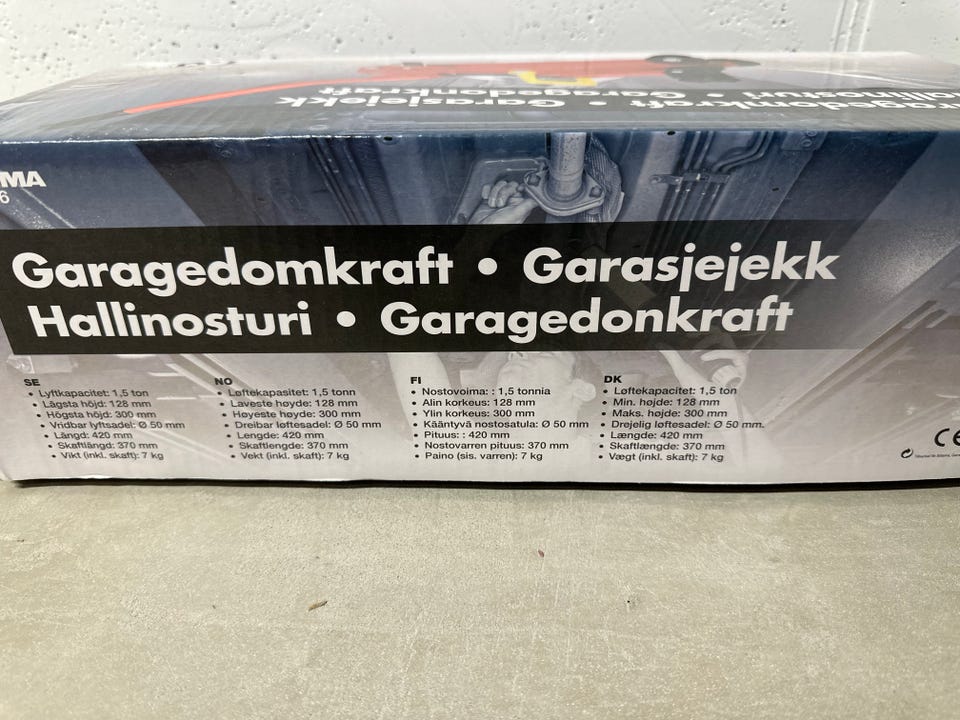 Garasjejekk • Garagedonkraft
Garagedomkraft
Hallinosturi
MA
6
Garagedomkraft • Garasjejekk
Hallinosturi • Garagedonkraft
SE
• Lyftkapacitet: 1,5 ton
• Lägsta höjd: 128 mm
• Högsta höjd: 300 mm
• Vridbar lyftsadel: Ø 50 mm
• Längd: 420 mm
• Skaftlängd: 370 mm
• Vikt (inkl. skaft): 7 kg
NO
• Løftekapasitet: 1,5 tonn
• Laveste høyde: 128 mm
• Høyeste høyde: 300 mm
• Dreibar løftesadel: Ø 50 mm
• Lengde: 420 mm
• Skaftlengde: 370 mm
• Vekt (inkl. skaft): 7 kg
FI
• Nostovoima: : 1,5 tonnia
• Alin korkeus: 128 mm
• Ylin korkeus: 300 mm
• Kääntyvä nostosatula: Ø 50 mm
• Pituus: : 420 mm
• Nostovarren pituus: 370 mm
• Paino (sis. varren): 7 kg
DK
• Løftekapacitet: 1,5 ton
• Min. højde: 128 mm
• Maks. højde: 300 mm
• Drejelig løftesadel: Ø 50 mm.
• Længde: 420 mm
• Skaftlængde: 370 mm
• Vægt (inkl. skaft): 7 kg
CE